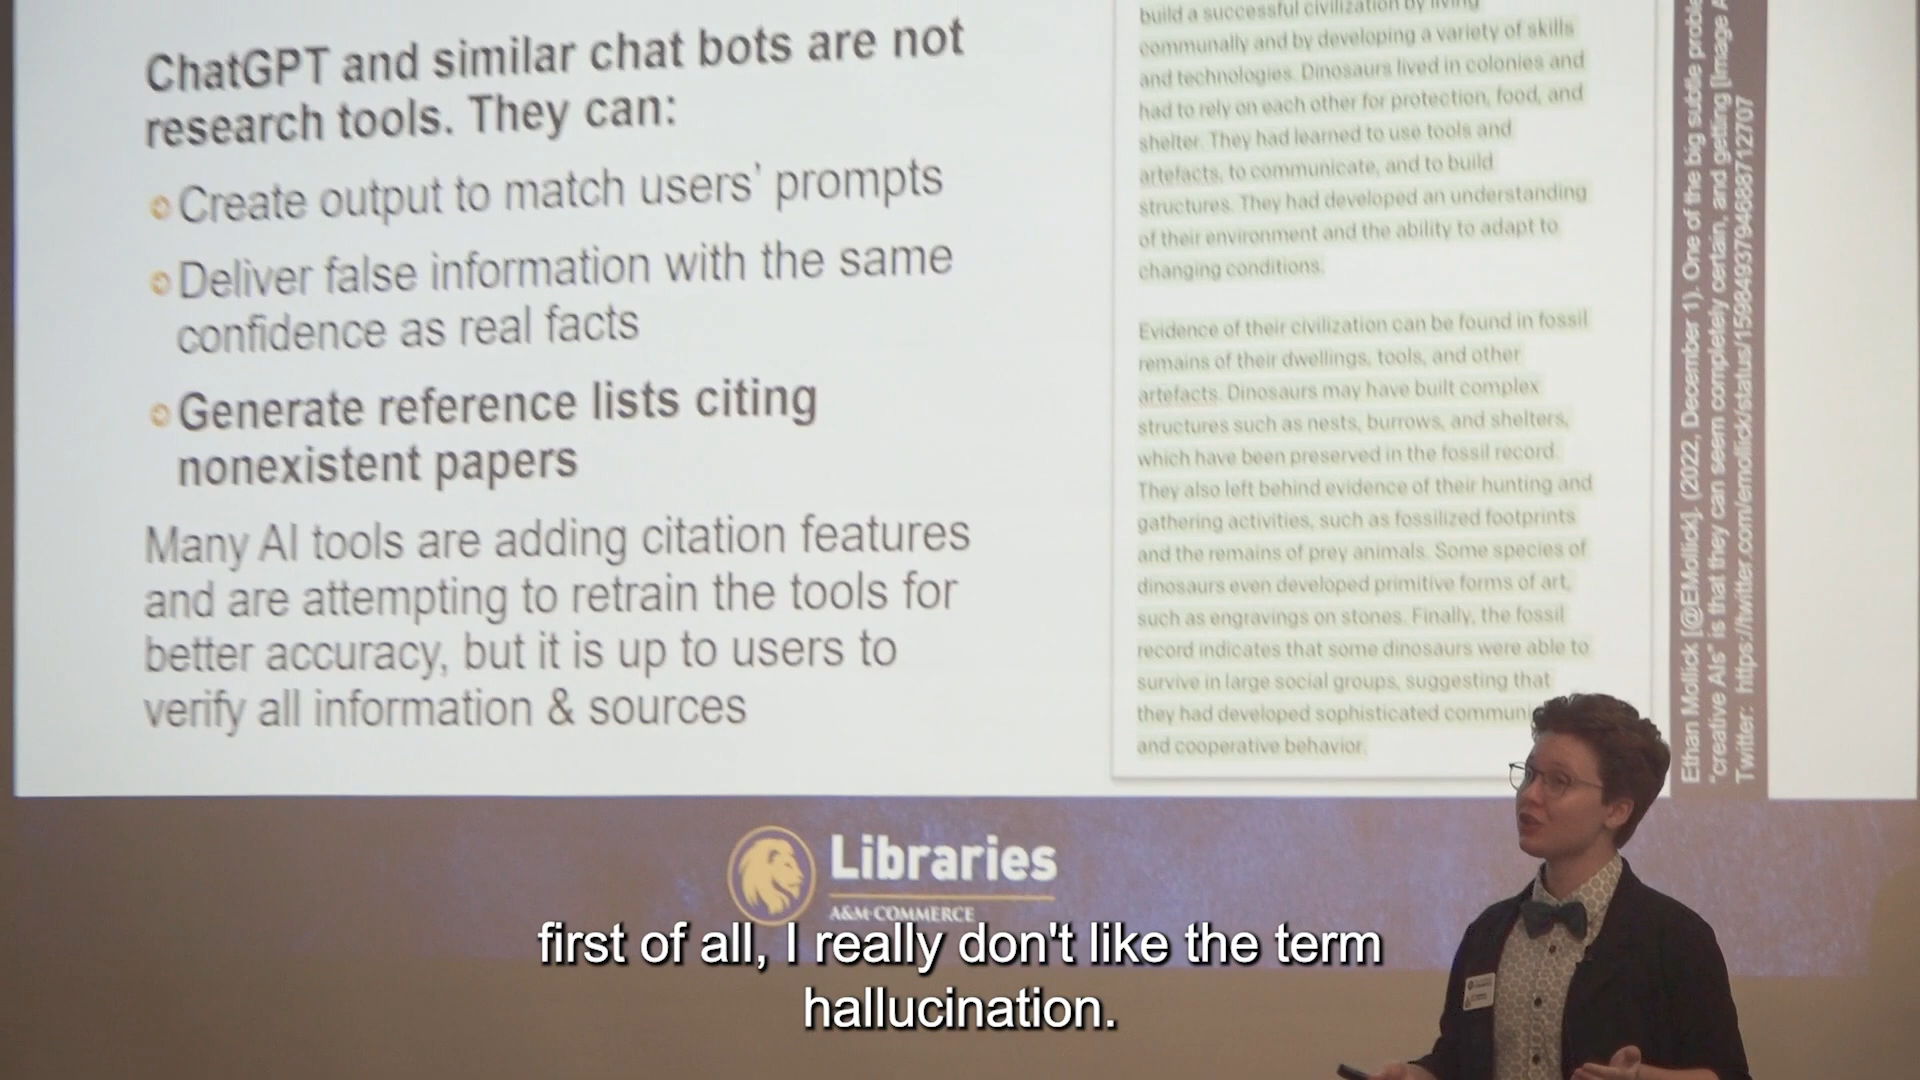 ChatGPT and similar chat bots are not
research tools. They can:
Create output to match users' prompts
Deliver false information with the same
confidence as real facts
Generate reference lists citing
nonexistent papers
Many AI tools are adding citation features
and are attempting to retrain the tools for
better accuracy, but it is up to users to
verify all information & sources
build a successful civilization by living
communally and by developing a variety of skills
and technologies. Dinosaurs lived in colonies and
had to rely on each other for protection, food, and
shelter. They had learned to use tools and
artefacts, to communicate, and to build
structures. They had developed an understanding
of their environment and the ability to adapt to
changing conditions.
Evidence of their civilization can be found in fossil
remains of their dwellings, tools, and other
artefacts. Dinosaurs may have built complex
structures such as nests, burrows, and shelters,
which have been preserved in the fossil record.
They also left behind evidence of their hunting and
gathering activities, such as fossilized footprints
and the remains of prey animals. Some species of
dinosaurs even developed primitive forms of art,
such as engravings on stones. Finally, the fossil
record indicates that some dinosaurs were able to
survive in large social groups, suggesting that
they had developed sophisticated commun
and cooperative behavior.
Ethan Mollick [@EMollick]. (2022, December 1). One of the big subtle proble
"creative AIs" is that they can seem completely certain, and getting [Image A
Twitter: https://twitter.com/emollick/status/1598493794688712707
Libraries
A&M-COMMERCE
first of all, I really don't like the term
hallucination.